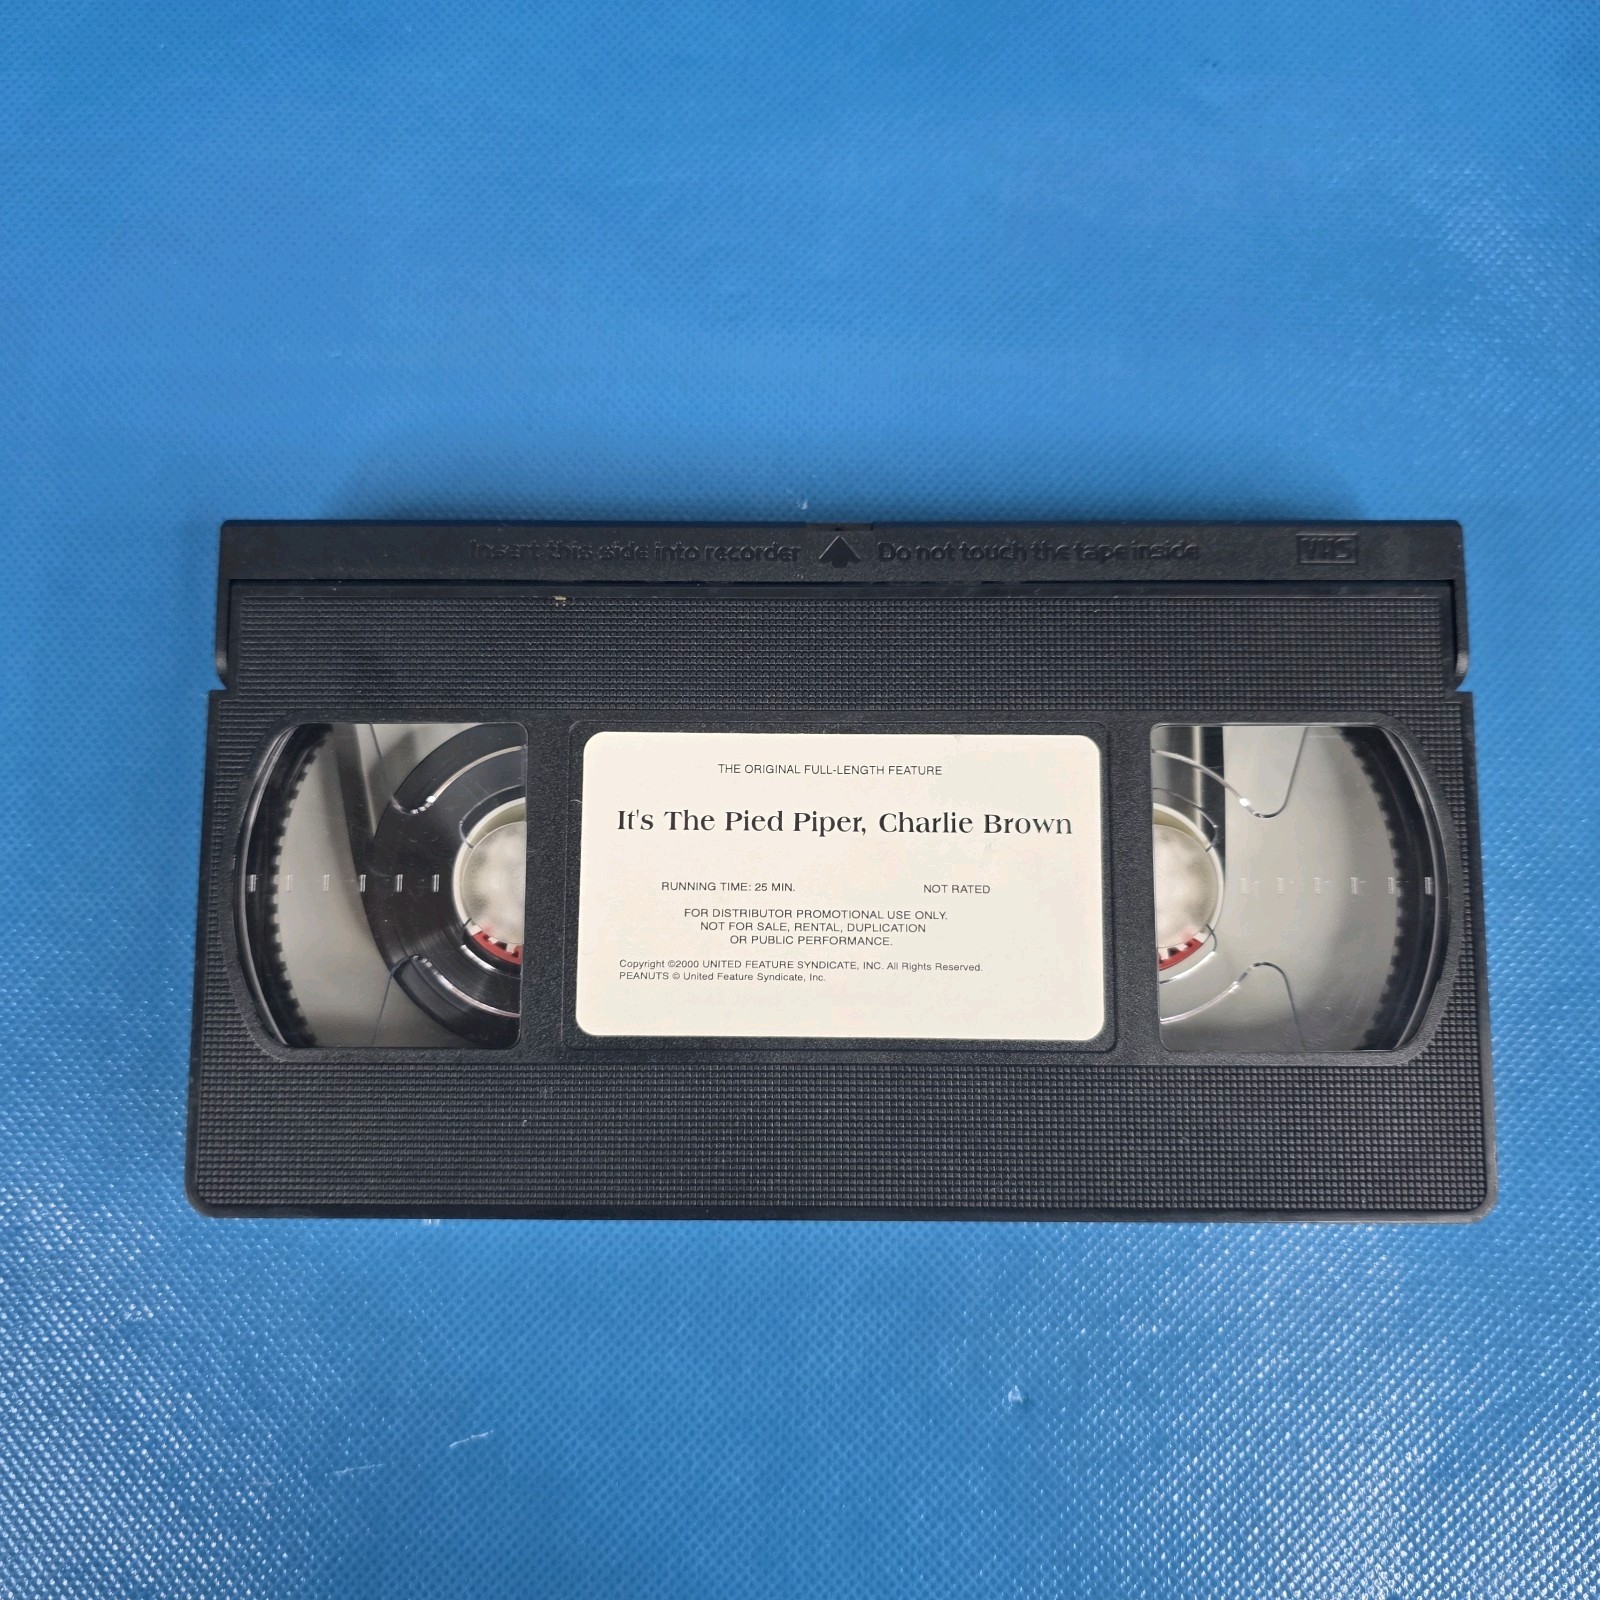 Insert this side into recorder Do not touch the tape inside VHS
THE ORIGINAL FULL-LENGTH FEATURE
It's The Pied Piper, Charlie Brown
RUNNING TIME: 25 MIN. NOT RATED
FOR DISTRIBUTOR PROMOTIONAL USE ONLY.
NOT FOR SALE, RENTAL, DUPLICATION
OR PUBLIC PERFORMANCE.
Copyright ©2000 UNITED FEATURE SYNDICATE, INC. All Rights Reserved.
PEANUTS © United Feature Syndicate, Inc.